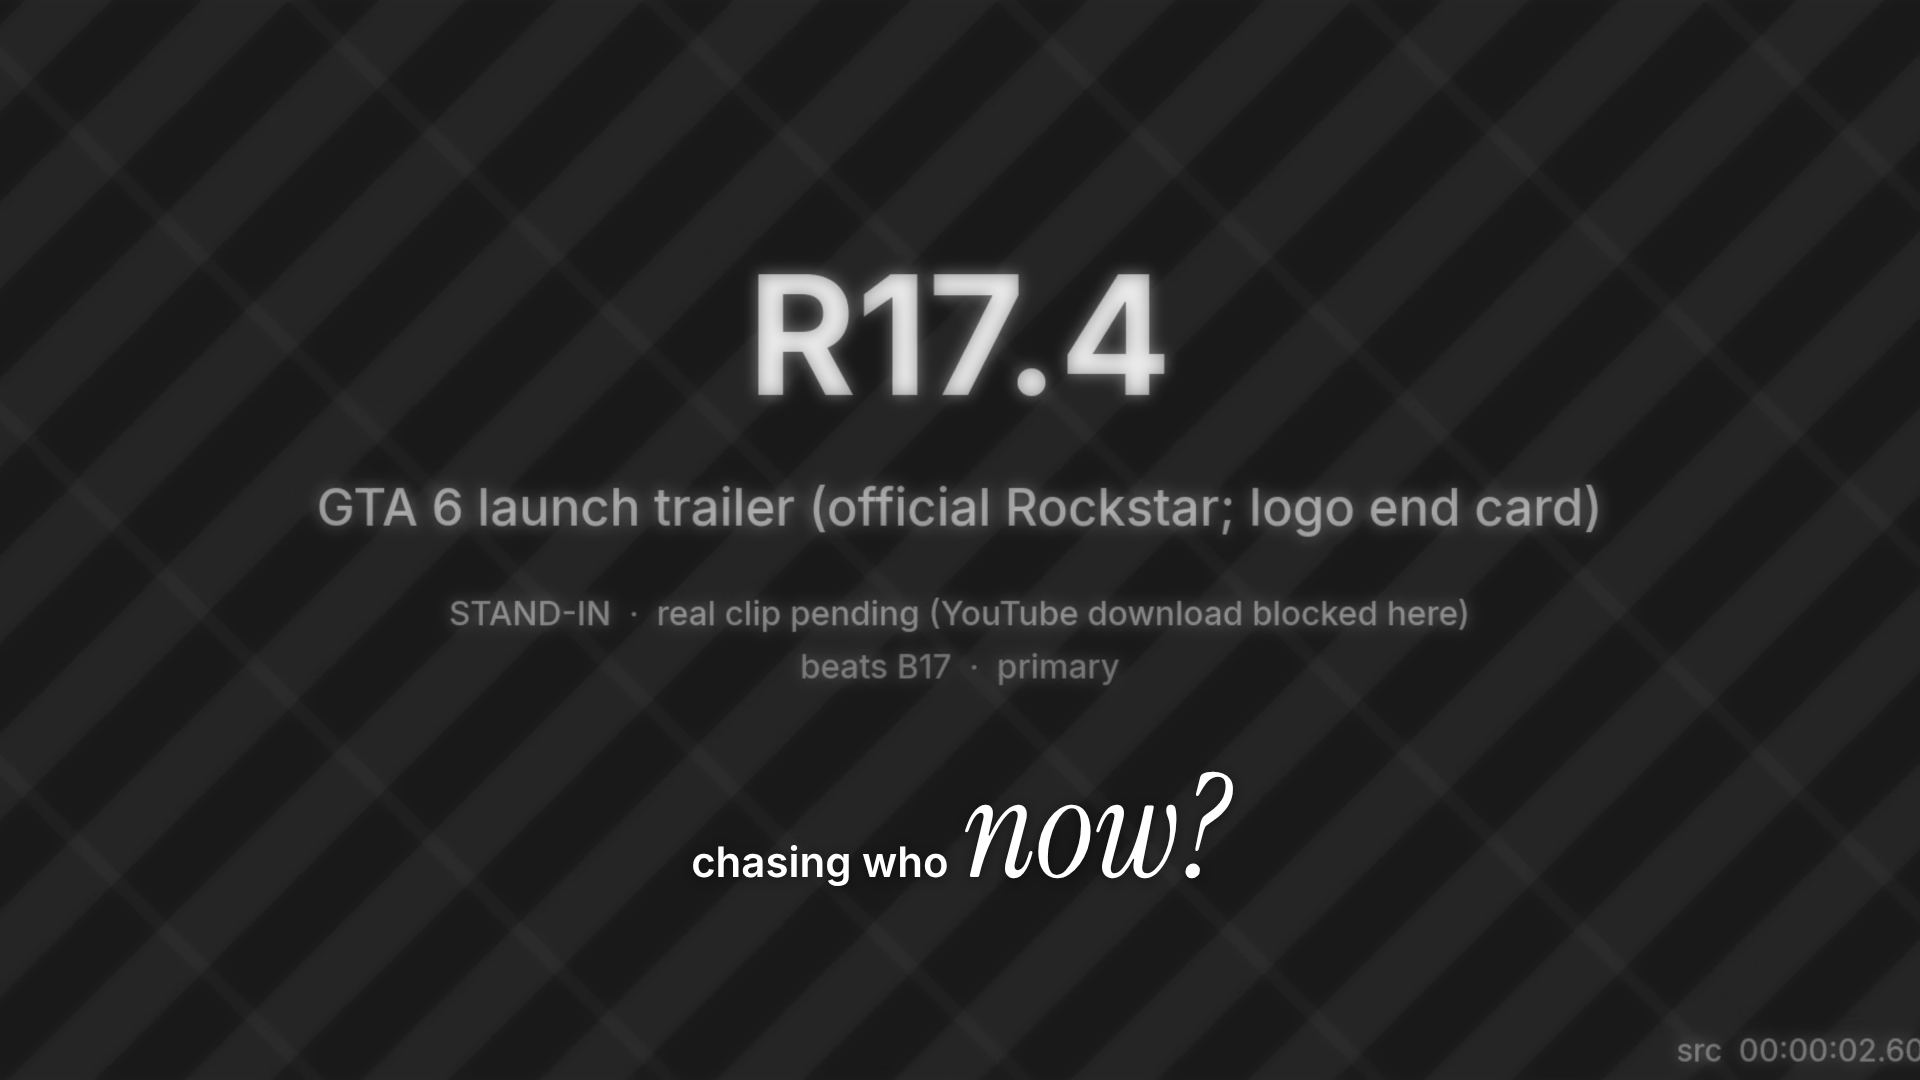 R17.4
GTA 6 launch trailer (official Rockstar; logo end card)
STAND-IN · real clip pending (YouTube download blocked here)
beats B17 · primary
chasing who now?
src 00:00:02.60